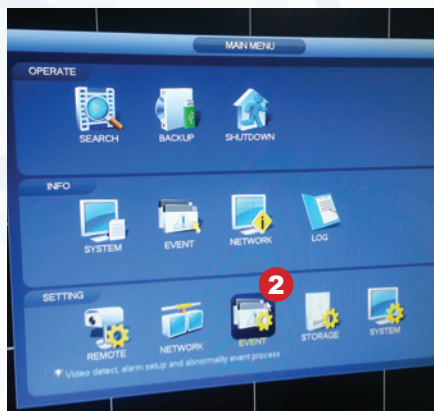 MAIN MENU
OPERATE
SEARCH BACKUP SHUTDOWN
INFO
SYSTEM EVENT NETWORK LOG
SETTING
2
REMOTE NETWORK EVENT STORAGE SYSTEM
Video detect, alarm setup and abnormality event process